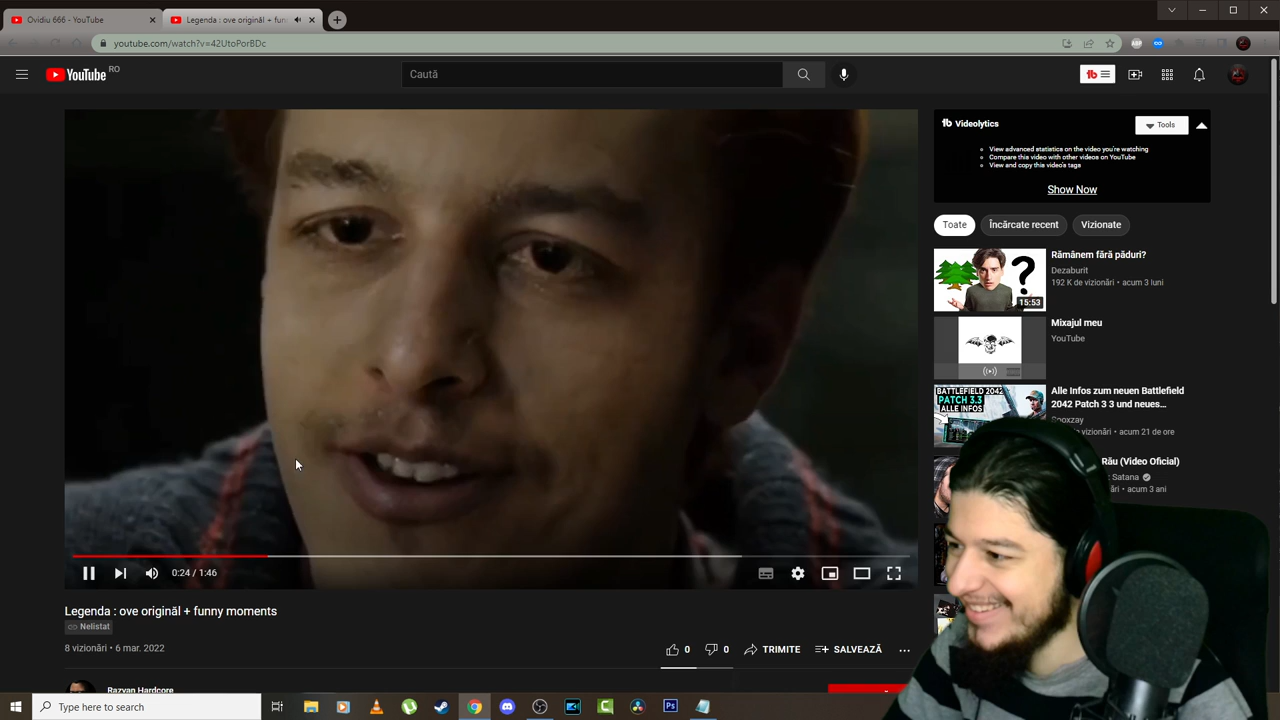 Ovidiu 666 - YouTube
Legenda : ove originăl + fun
youtube.com/watch?v=42UtoPorBDc
YouTube RO
Caută
Videolytics
Tools
View advanced statistics on the video you're watching
Compare this video with other videos on YouTube
View and copy this video's tags
Show Now
Toate
Încărcate recent
Vizionate
Rămânem fără păduri?
Dezaburit
192 K de vizionări • acum 3 luni
15:53
Mixajul meu
YouTube
BATTLEFIELD 2042
PATCH 3.3
ALLE INFOS
Alle Infos zum neuen Battlefield
2042 Patch 3 3 und neues...
de vizionări • acum 21 de ore
Rău (Video Oficial)
Satana
acum 3 ani
0:24 / 1:46
Legenda : ove originăl + funny moments
Nelistat
8 vizionări • 6 mar. 2022
0
0
TRIMITE
SALVEAZĂ
Razvan Hardcore
Type here to search